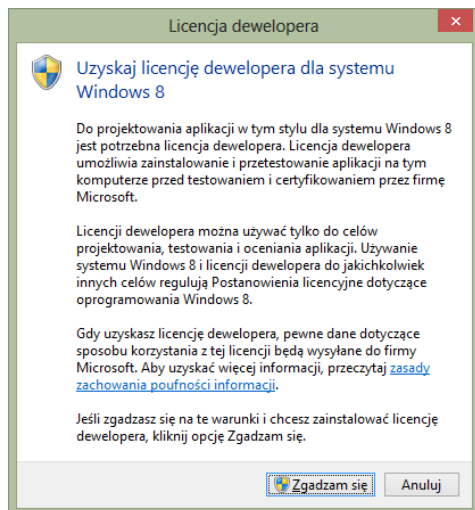 Licencja dewelopera
Uzyskaj licencję dewelopera dla systemu
Windows 8
Do projektowania aplikacji w tym stylu dla systemu Windows 8
jest potrzebna licencja dewelopera. Licencja dewelopera
umożliwia zainstalowanie i przetestowanie aplikacji na tym
komputerze przed testowaniem i certyfikowaniem przez firmę
Microsoft.
Licencji dewelopera można używać tylko do celów
projektowania, testowania i oceniania aplikacji. Używanie
systemu Windows 8 i licencji dewelopera do jakichkolwiek
innych celów regulują Postanowienia licencyjne dotyczące
oprogramowania Windows 8.
Gdy uzyskasz licencję dewelopera, pewne dane dotyczące
sposobu korzystania z tej licencji będą wysyłane do firmy
Microsoft. Aby uzyskać więcej informacji, przeczytaj zasady
zachowania poufności informacji.
Jeśli zgadzasz się na te warunki i chcesz zainstalować licencję
dewelopera, kliknij opcję Zgadzam się.
Zgadzam się Anuluj